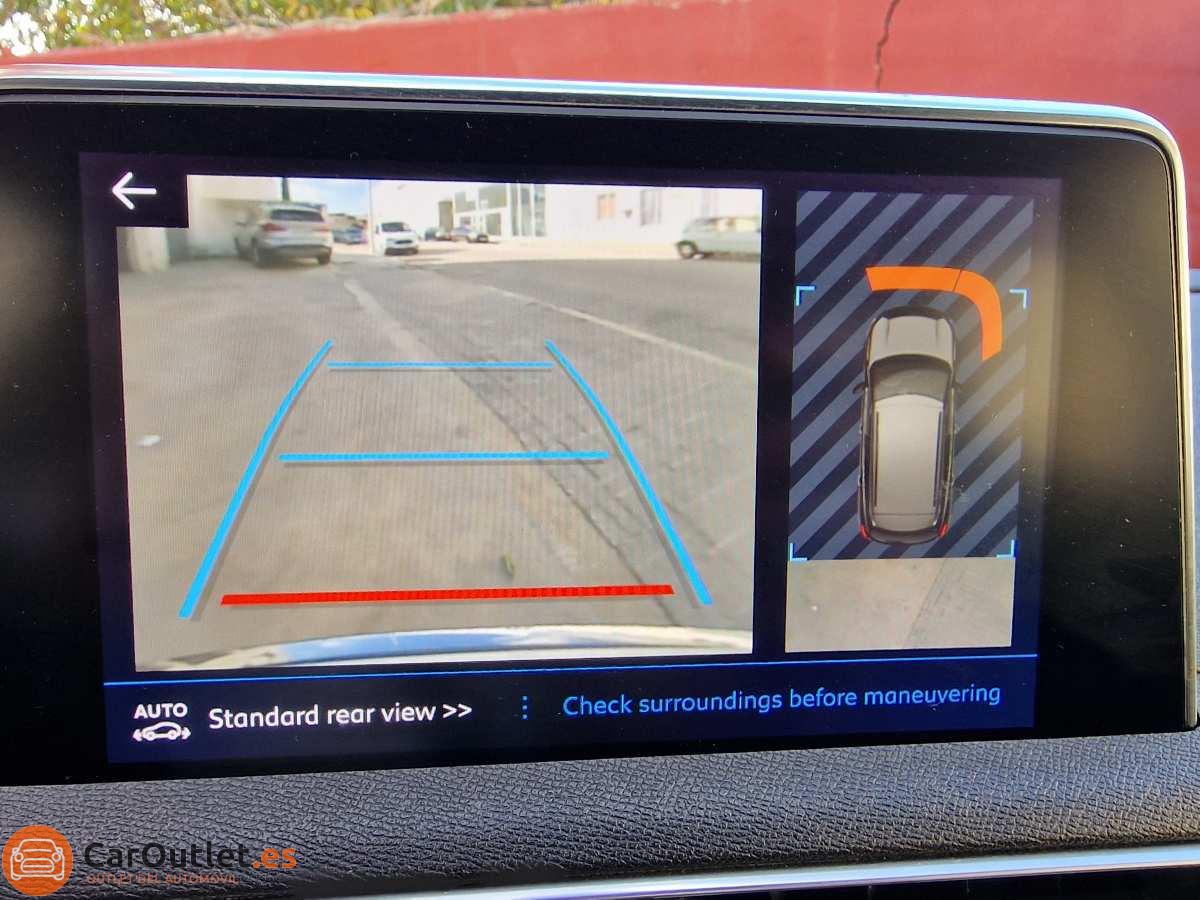 AUTO
Standard rear view >>
Check surroundings before maneuvering
CarOutlet.es
OUTLET DEL AUTOMÓVIL